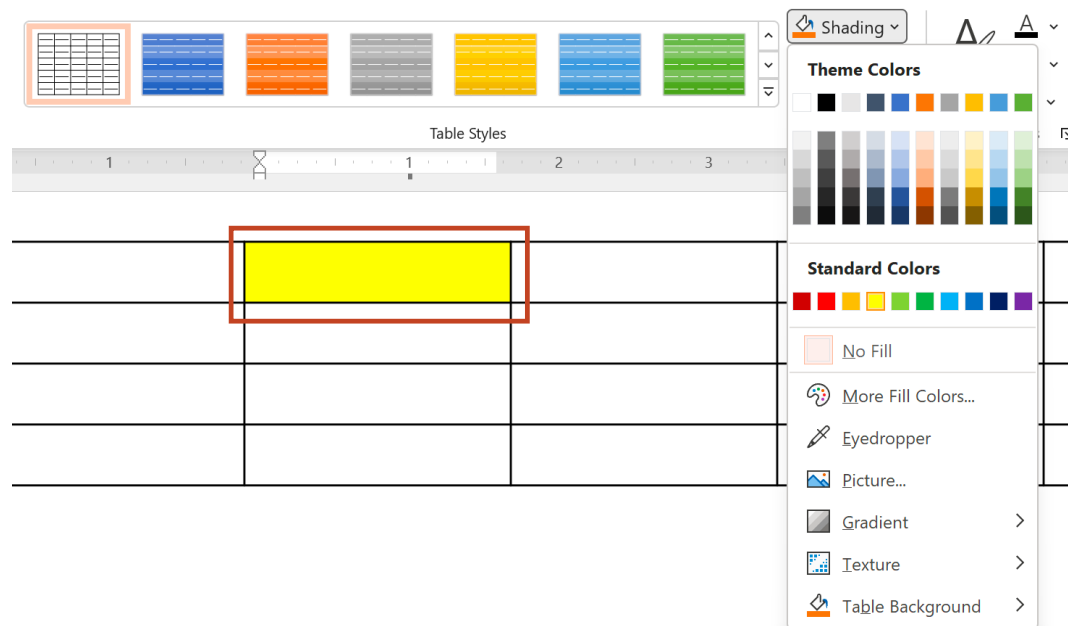 Shading
A
A
Table Styles
Theme Colors
1 1 2 3
Standard Colors
No Fill
More Fill Colors...
Eyedropper
Picture...
Gradient
Texture
Table Background